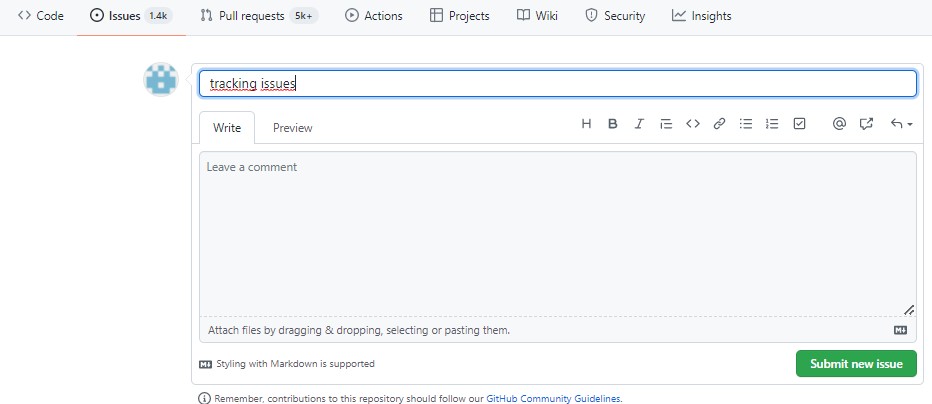 Code Issues 1.4k Pull requests 5k+ Actions Projects Wiki Security Insights
tracking issues
Write Preview H B I @
Leave a comment
Attach files by dragging & dropping, selecting or pasting them.
Styling with Markdown is supported Submit new issue
Remember, contributions to this repository should follow our GitHub Community Guidelines.